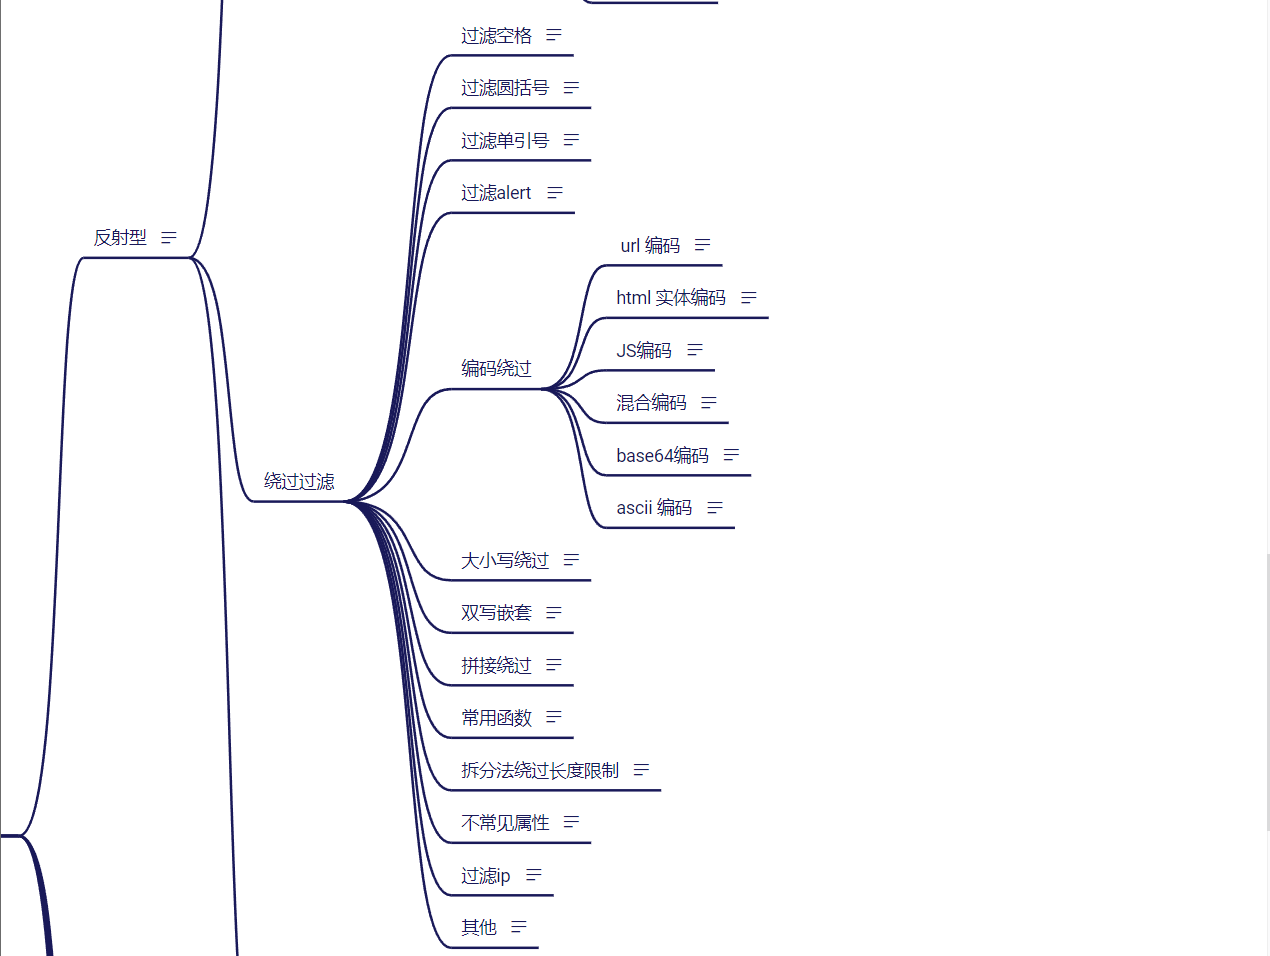 过滤空格
过滤圆括号
过滤单引号
过滤alert
反射型
url 编码
html 实体编码
JS编码
编码绕过
混合编码
base64编码
绕过过滤
ascii 编码
大小写绕过
双写嵌套
拼接绕过
常用函数
拆分法绕过长度限制
不常见属性
过滤ip
其他